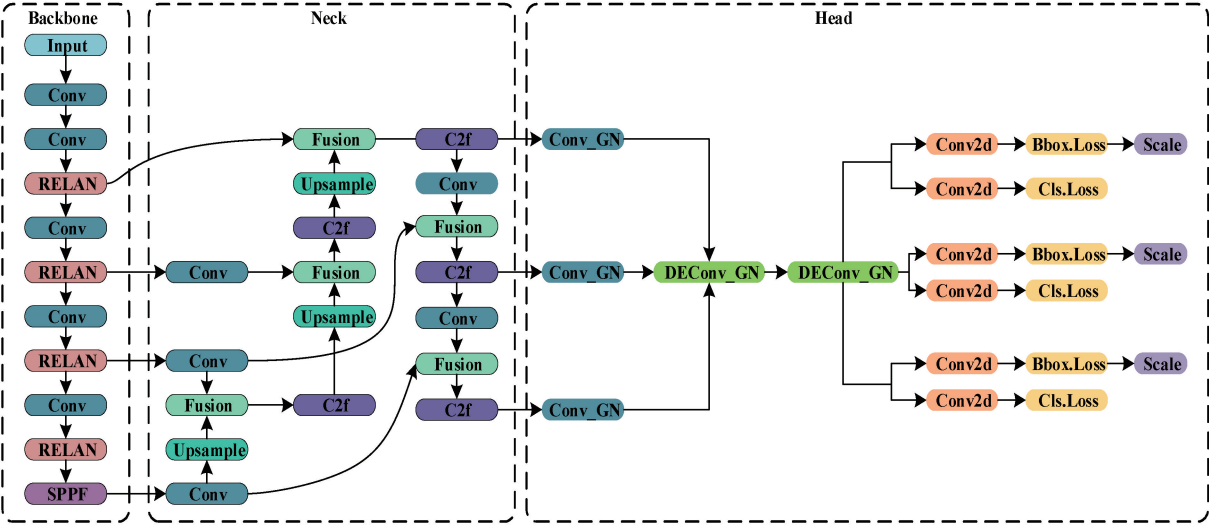 Backbone
Input
Conv
Conv
RELAN
Conv
RELAN
Conv
RELAN
Conv
RELAN
SPPF
Neck
Fusion
C2f
Upsample
Conv
C2f
Fusion
Conv
Fusion
C2f
Upsample
Conv
Conv
Fusion
Fusion
C2f
C2f
Upsample
Conv
Head
Conv_GN
Conv2d
Bbox.Loss
Scale
Conv2d
Cls.Loss
Conv_GN
DEConv_GN
DEConv_GN
Conv2d
Bbox.Loss
Scale
Conv2d
Cls.Loss
Conv2d
Bbox.Loss
Scale
Conv_GN
Conv2d
Cls.Loss